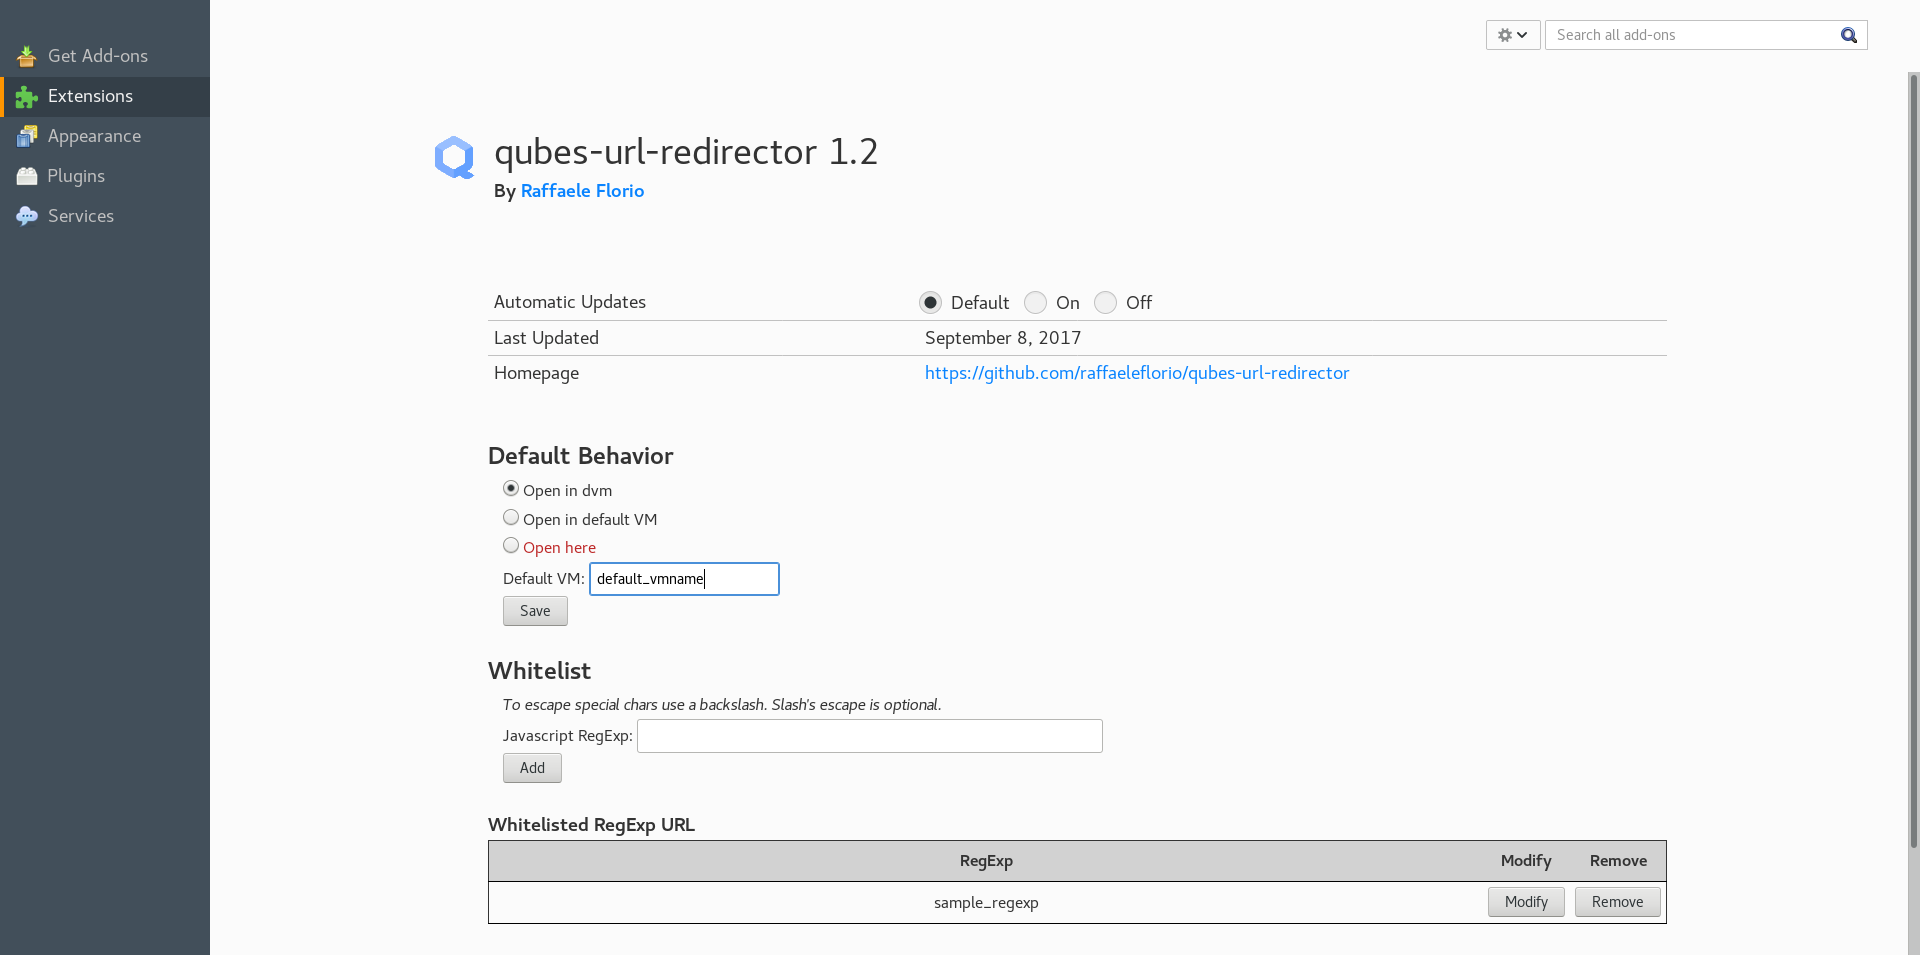 Get Add-ons
Extensions
Appearance
Plugins
Services
Search all add-ons
qubes-url-redirector 1.2
By Raffaele Florio
Automatic Updates Default On Off
Last Updated September 8, 2017
Homepage https://github.com/raffaeleflorio/qubes-url-redirector
Default Behavior
Open in dvm
Open in default VM
Open here
Default VM: default_vmname
Save
Whitelist
To escape special chars use a backslash. Slash's escape is optional.
Javascript RegExp:
Add
Whitelisted RegExp URL
RegExp Modify Remove
sample_regexp Modify Remove